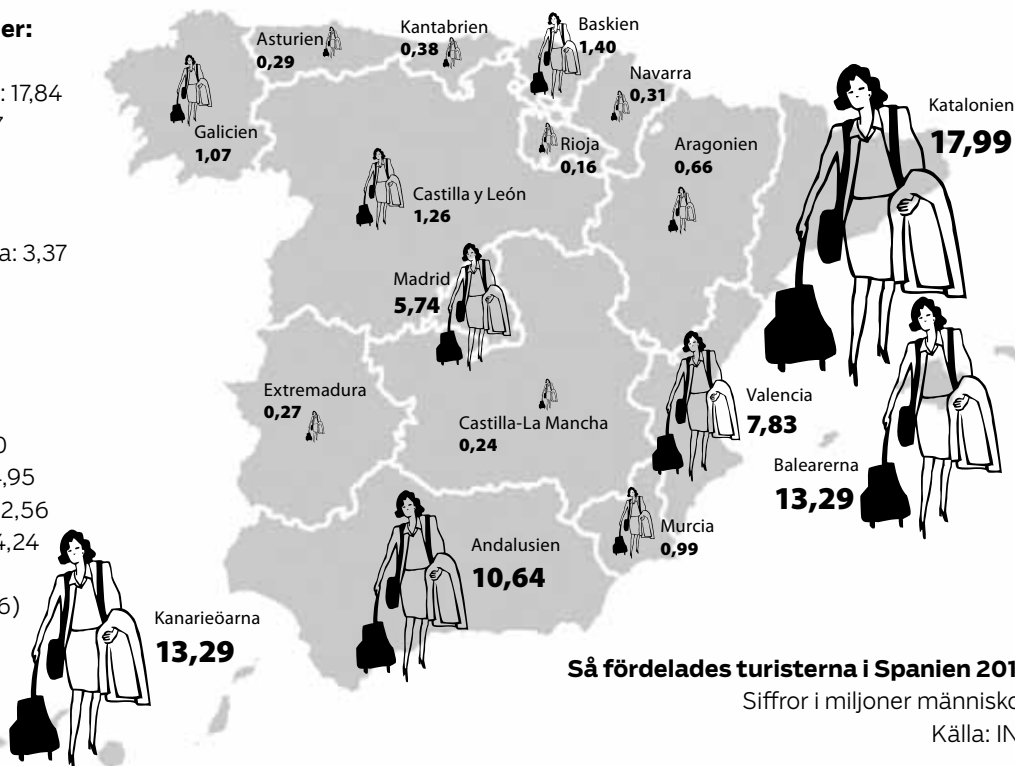 er:
: 17,84
7
a: 3,37
0
,95
2,56
4,24
6)
Asturien
0,29
Kantabrien
0,38
Baskien
1,40
Navarra
0,31
Galicien
1,07
Rioja
0,16
Aragonien
0,66
Katalonien
17,99
Castilla y León
1,26
Madrid
5,74
Extremadura
0,27
Castilla-La Mancha
0,24
Valencia
7,83
Balearerna
13,29
Murcia
0,99
Andalusien
10,64
Kanarieöarna
13,29
Så fördelades turisterna i Spanien 201
Siffror i miljoner människo
Källa: IN